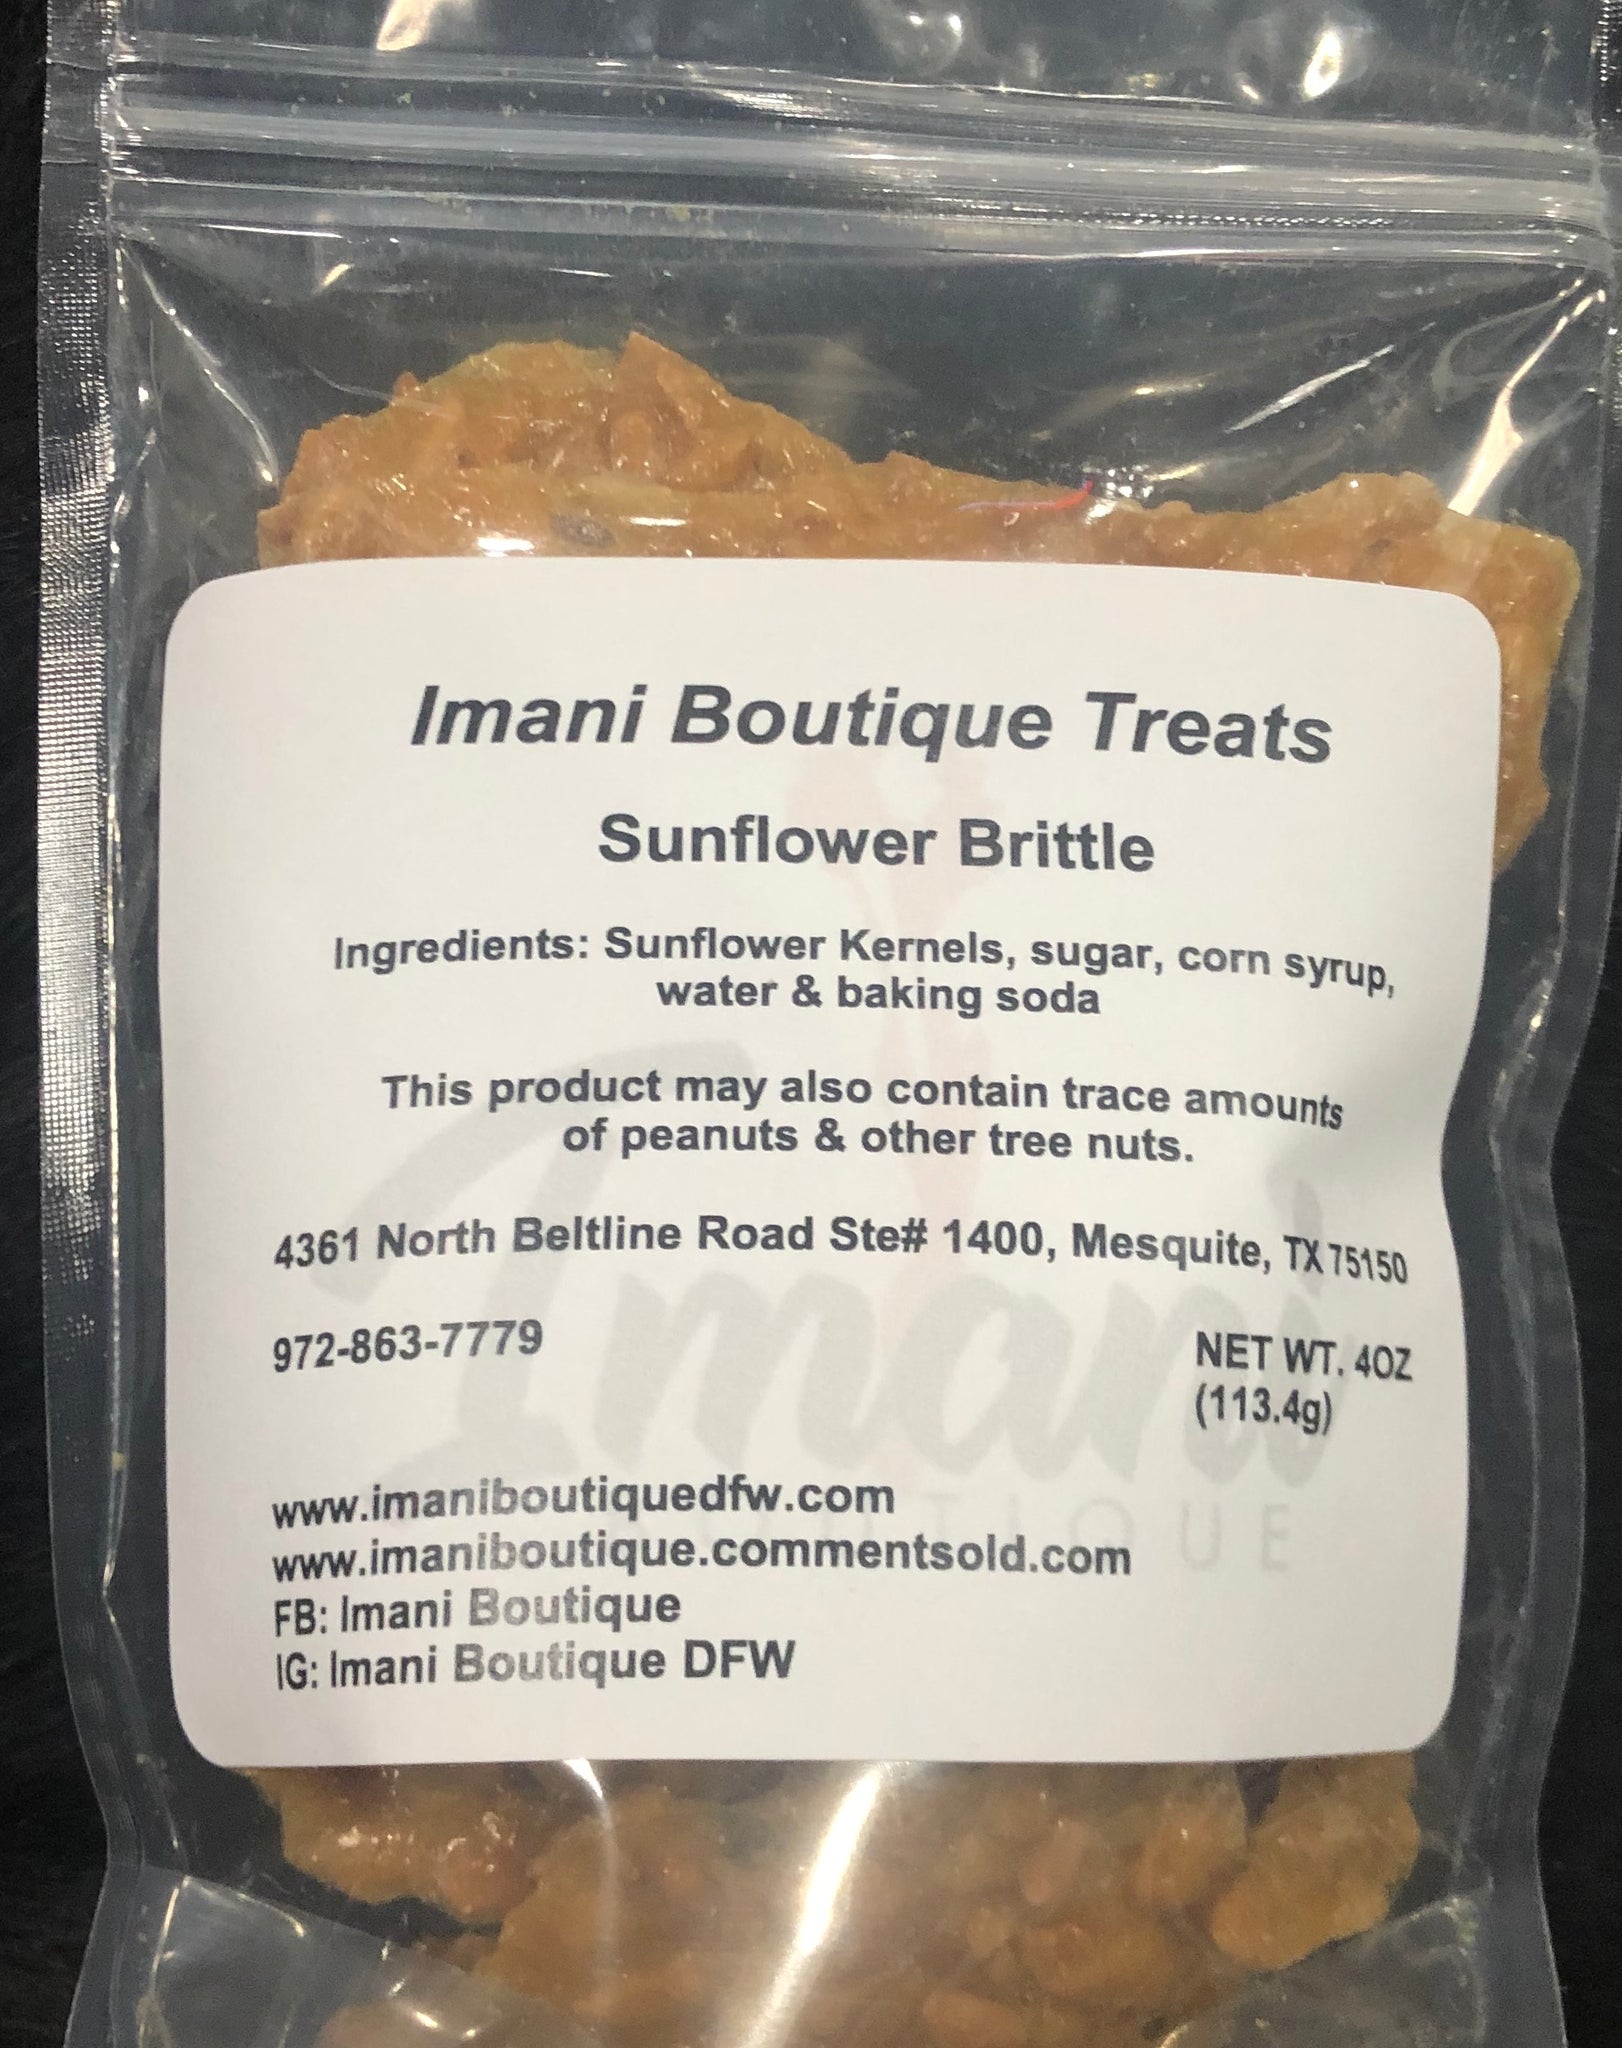 Imani Boutique Treats
Sunflower Brittle
Ingredients: Sunflower Kernels, sugar, corn syrup,
water & baking soda
This product may also contain trace amounts
of peanuts & other tree nuts.
4361 North Beltline Road Ste# 1400, Mesquite, TX 75150
972-863-7779
NET WT. 4OZ
(113.4g)
Imani
BOUTIQUE
www.imaniboutiquedfw.com
www.imaniboutique.commentsold.com
FB: Imani Boutique
IG: Imani Boutique DFW